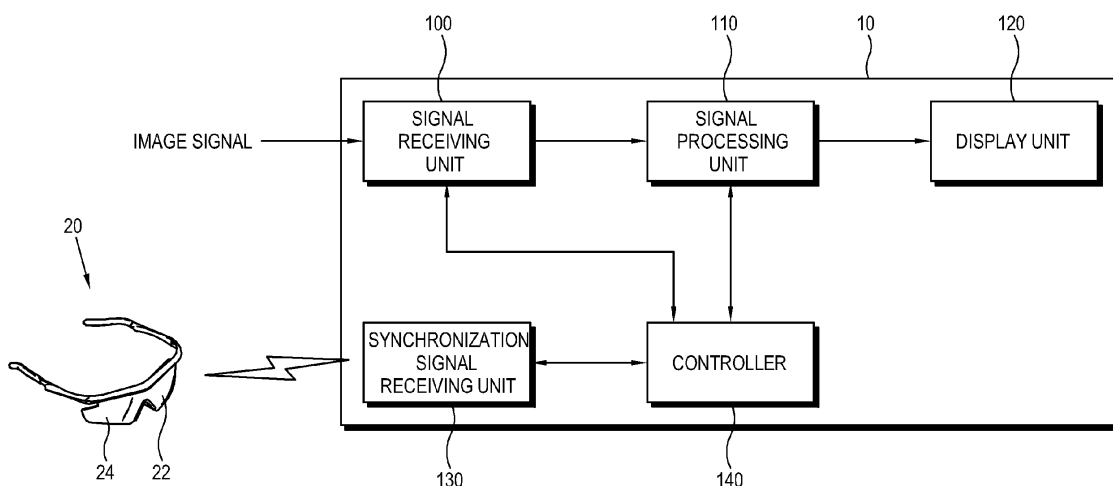 100
110
10
120
IMAGE SIGNAL
SIGNAL
RECEIVING
UNIT
SIGNAL
PROCESSING
UNIT
DISPLAY UNIT
20
SYNCHRONIZATION
SIGNAL
RECEIVING UNIT
CONTROLLER
24
22
130
140